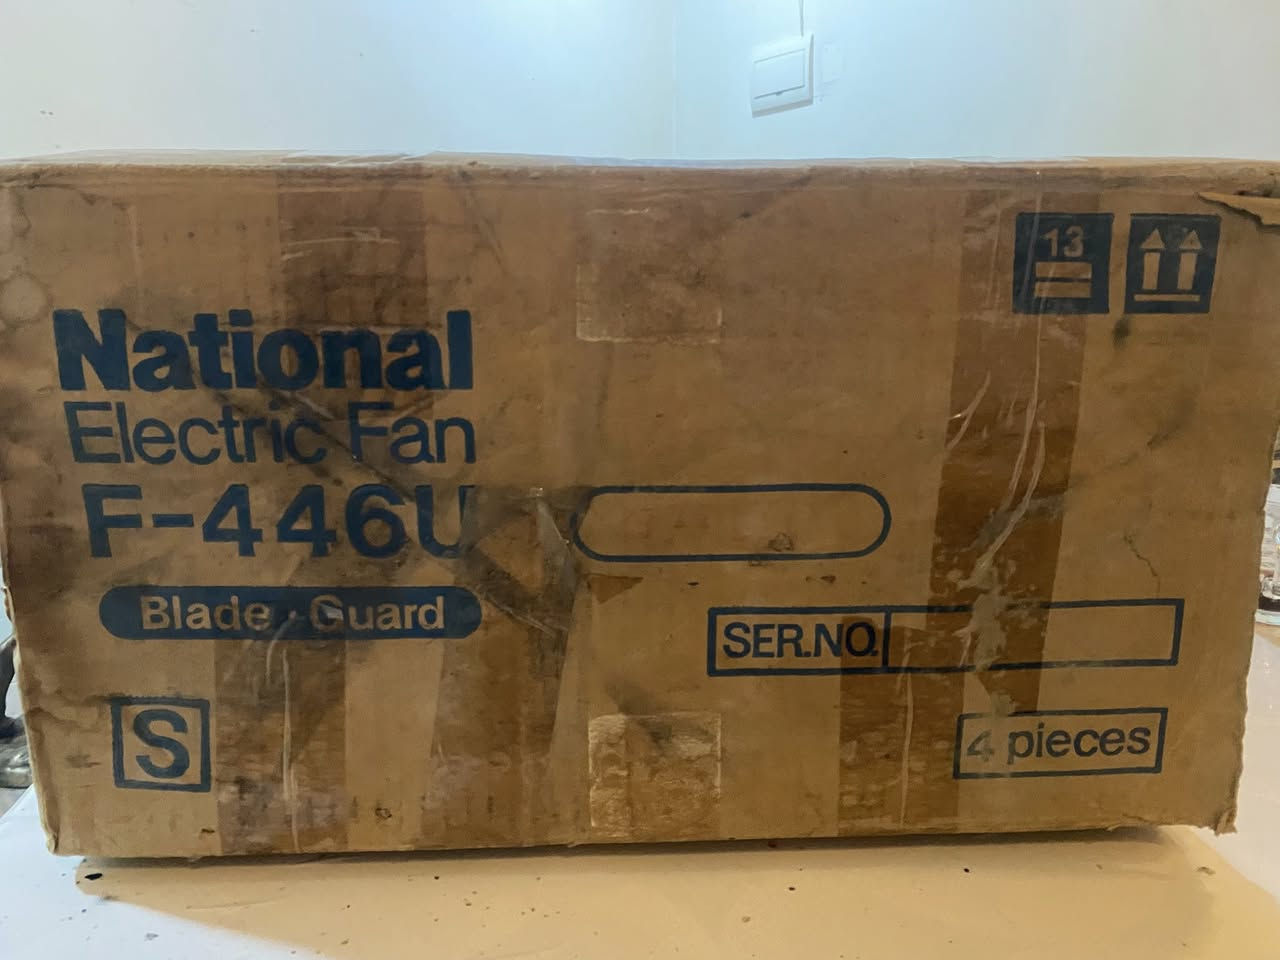 National
Electric Fan
F-446U
Blade · Guard
S
13
SER.NO.
4 pieces